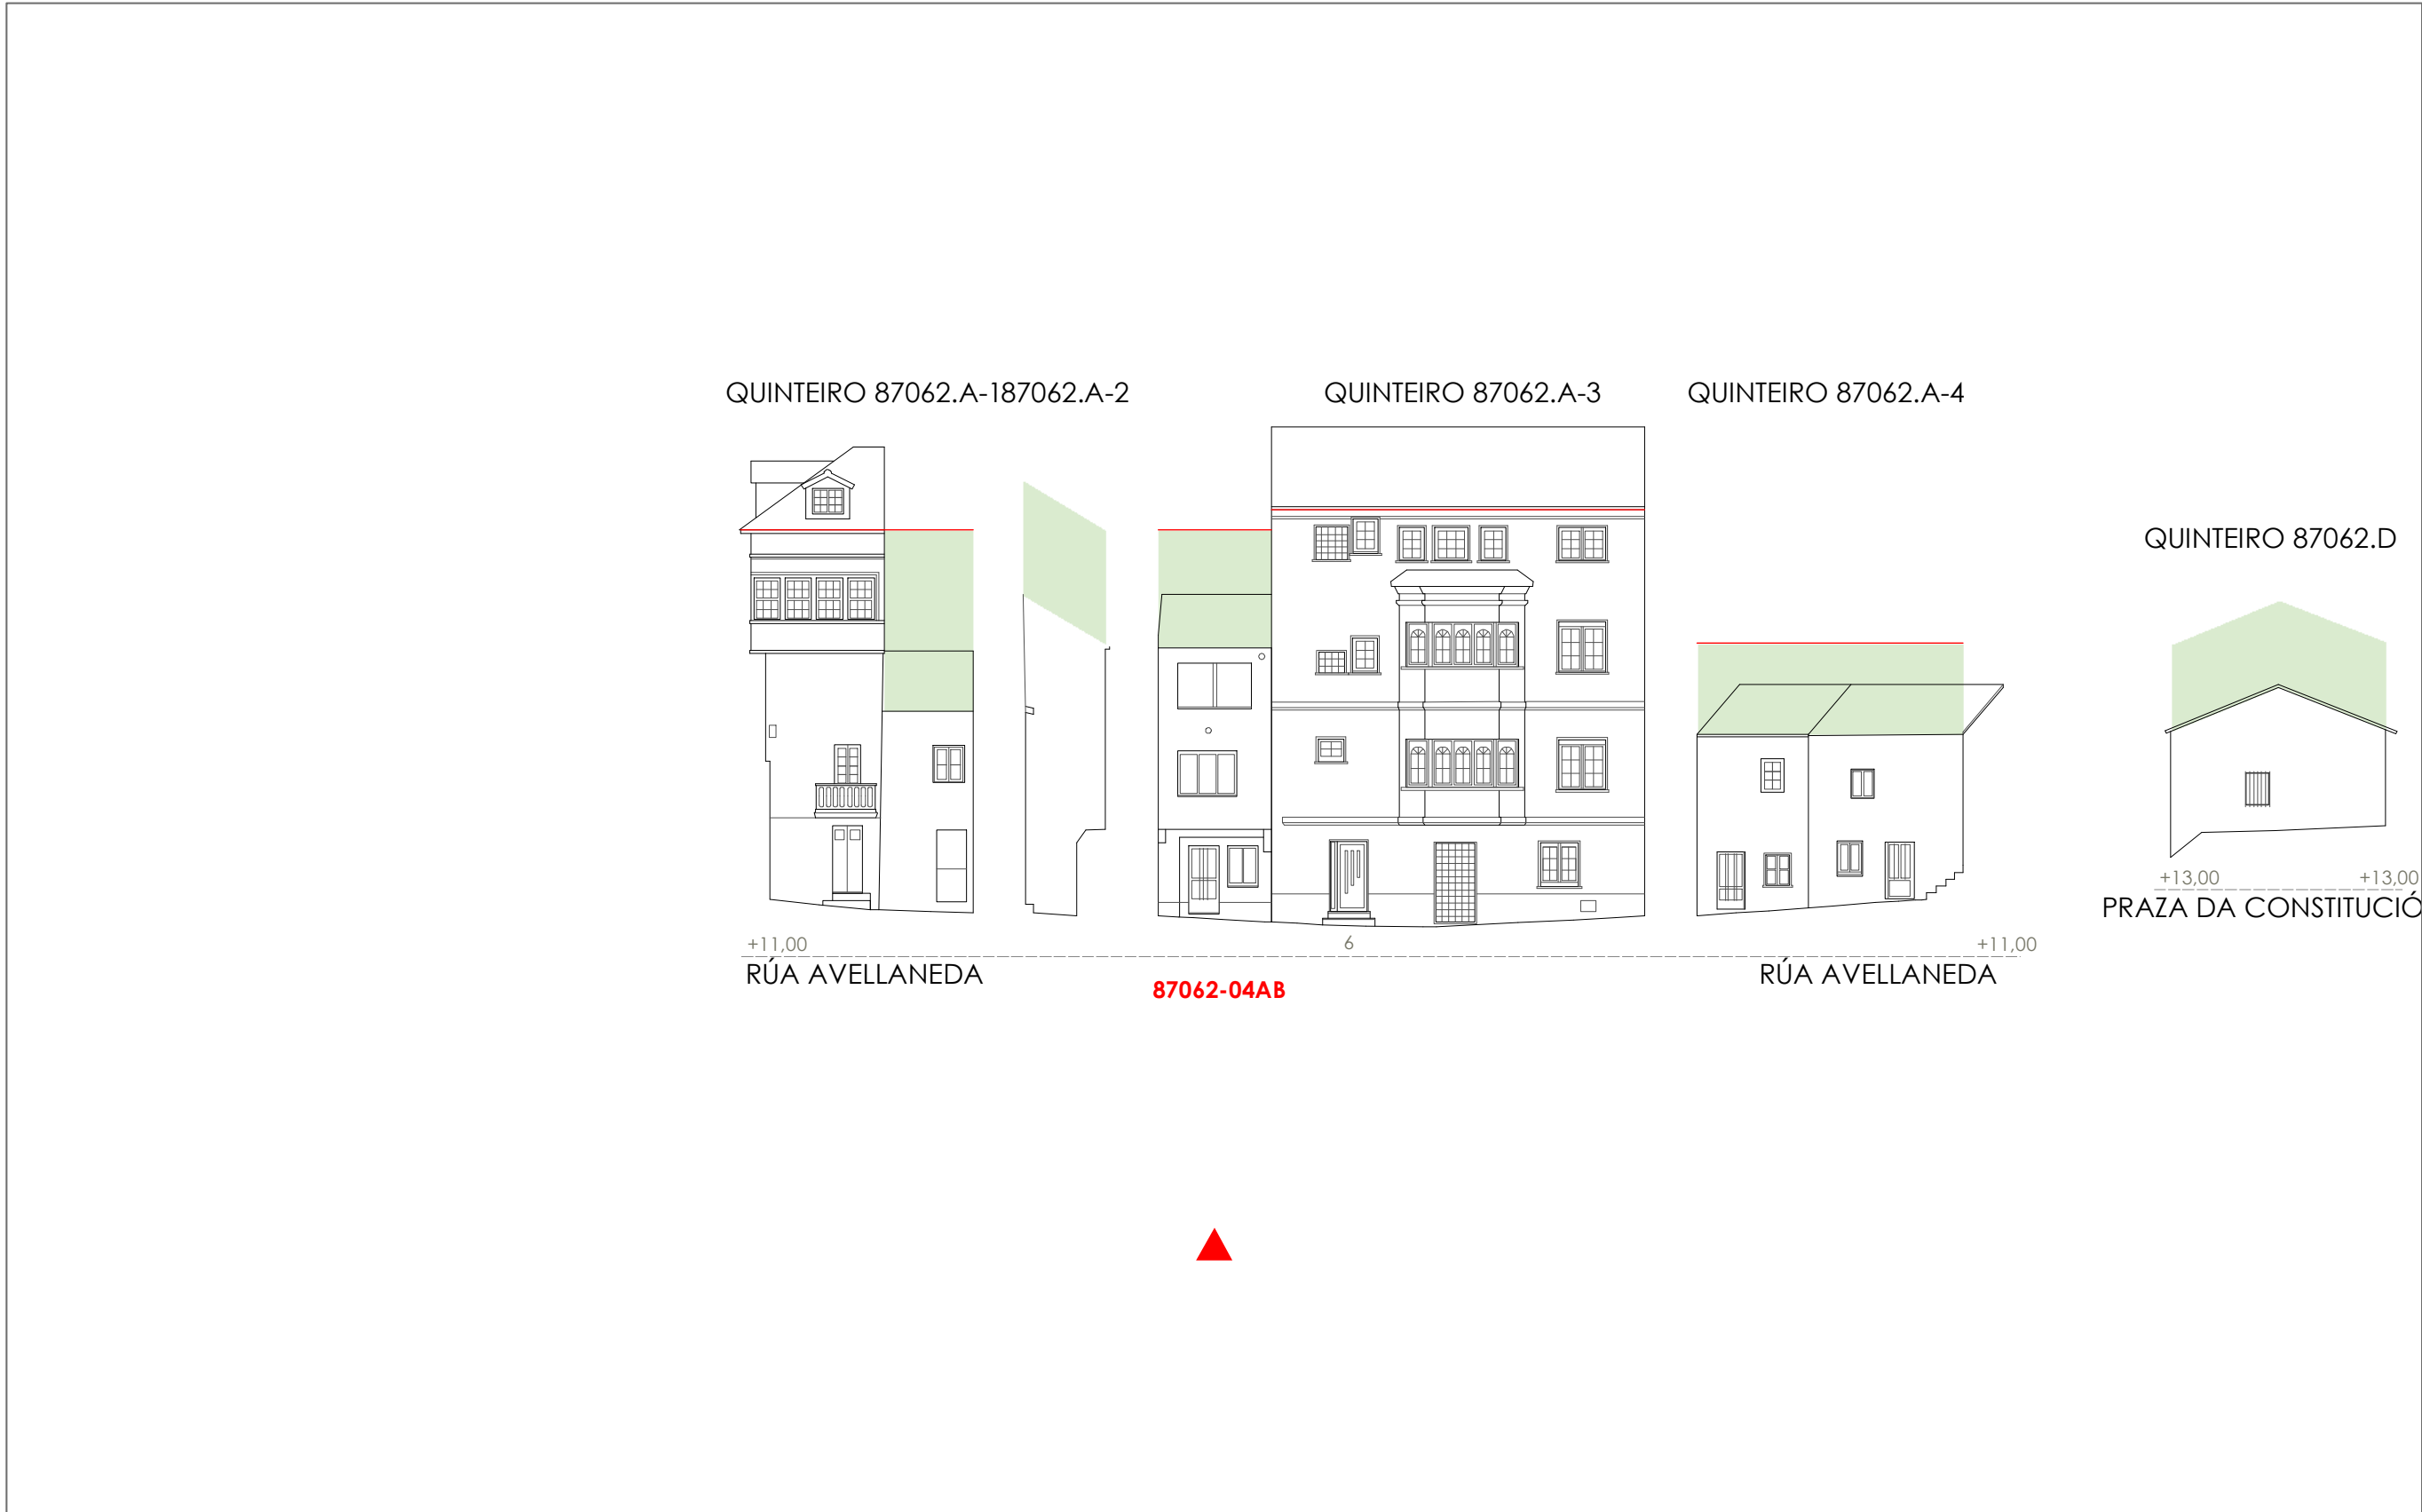 QUINTEIRO 87062.A-187062.A-2
QUINTEIRO 87062.A-3
QUINTEIRO 87062.A-4
QUINTEIRO 87062.D
+13,00
+13,00
PRAZA DA CONSTITUCIÓ
+11,00
6
+11,00
RÚA AVELLANEDA
RÚA AVELLANEDA
87062-04AB